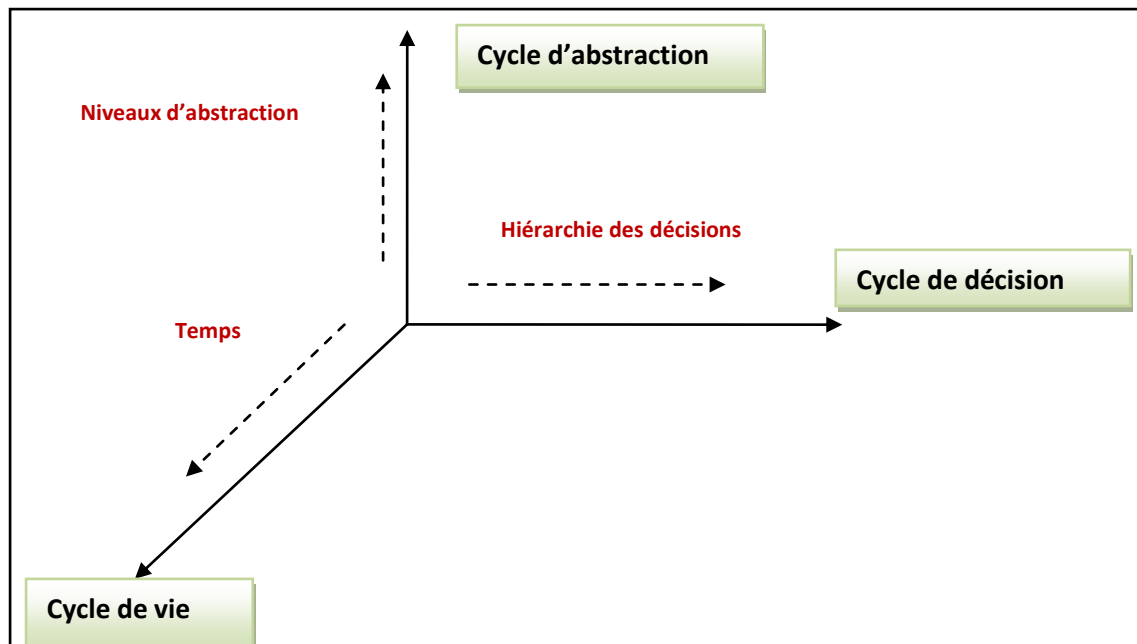 Cycle d’abstraction
Niveaux d’abstraction
Hiérarchie des décisions
Cycle de décision
Temps
Cycle de vie